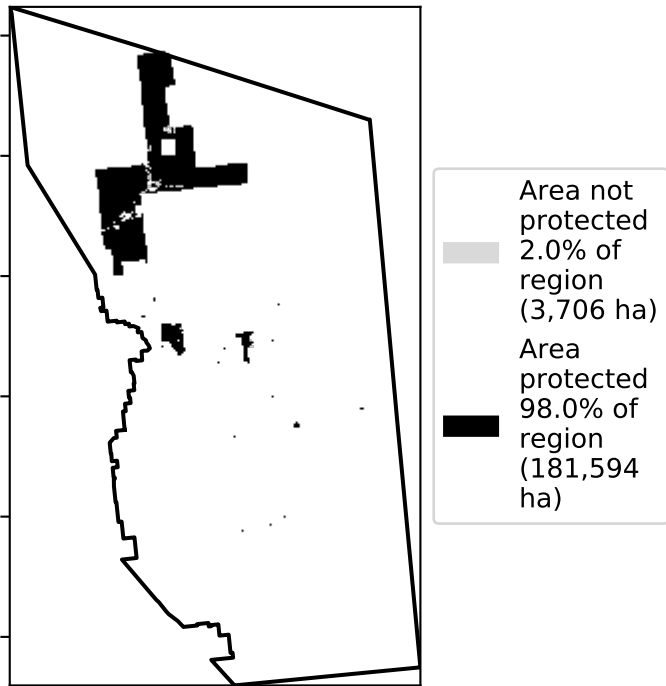 Area not
protected
2.0% of
region
(3,706 ha)
Area
protected
98.0% of
region
(181,594
ha)